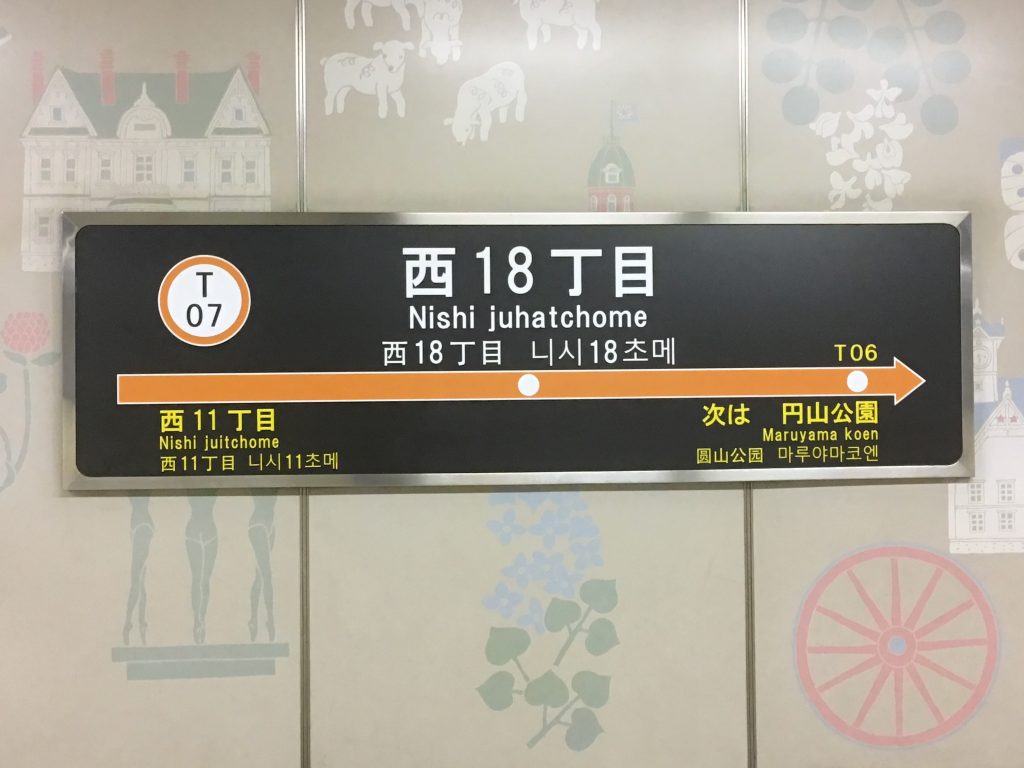 T
07
西18丁目
Nishi juhatchome
西18丁目 니시18초메
T06
西11丁目
Nishi juitchome
西11丁目 니시11초메
次は 円山公園
Maruyama koen
圆山公园 마루야마코엔